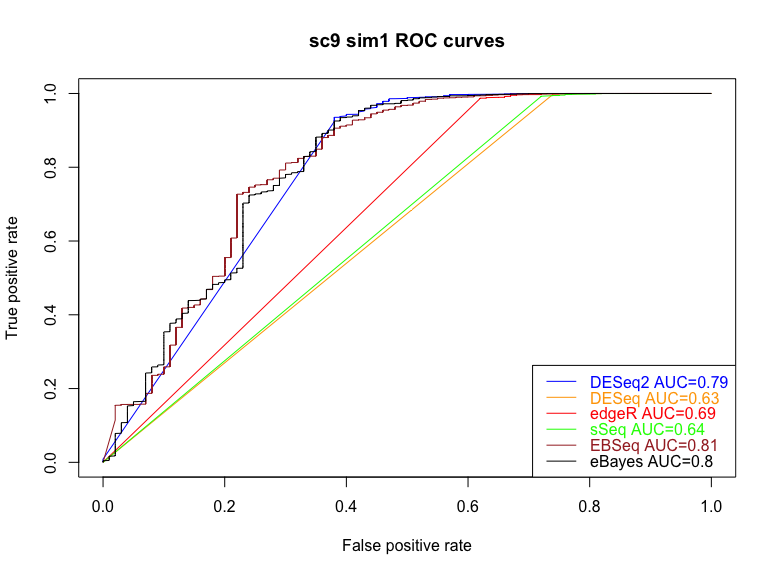 sc9 sim1 ROC curves
True positive rate
1.0
0.8
0.6
0.4
0.2
0.0
DESeq2 AUC=0.79
DESeq AUC=0.63
edgeR AUC=0.69
sSeq AUC=0.64
EBSeq AUC=0.81
eBayes AUC=0.8
0.0 0.2 0.4 0.6 0.8 1.0
False positive rate